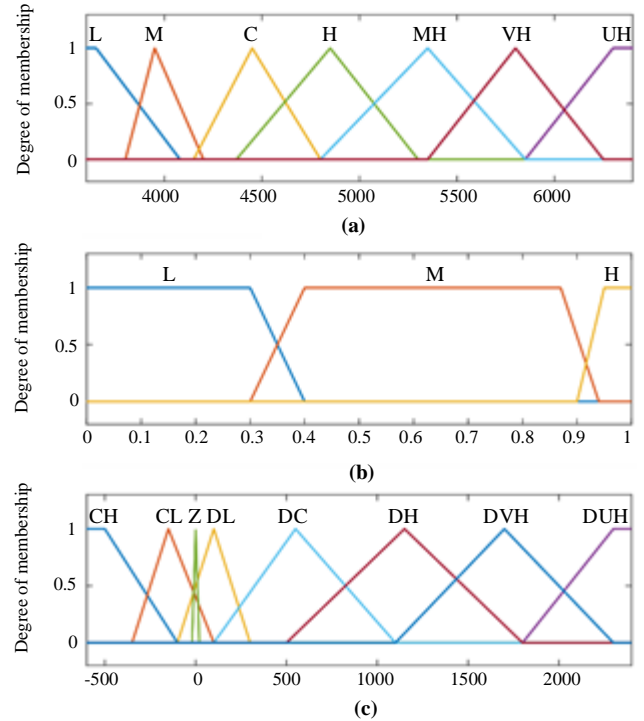 L M C H MH VH UH
1
0.5
0
Degree of membership
4000 4500 5000 5500 6000
(a)
L M H
1
0.5
0
Degree of membership
0 0.1 0.2 0.3 0.4 0.5 0.6 0.7 0.8 0.9 1
(b)
CH CL Z DL DC DH DVH DUH
1
0.5
0
Degree of membership
-500 0 500 1000 1500 2000
(c)